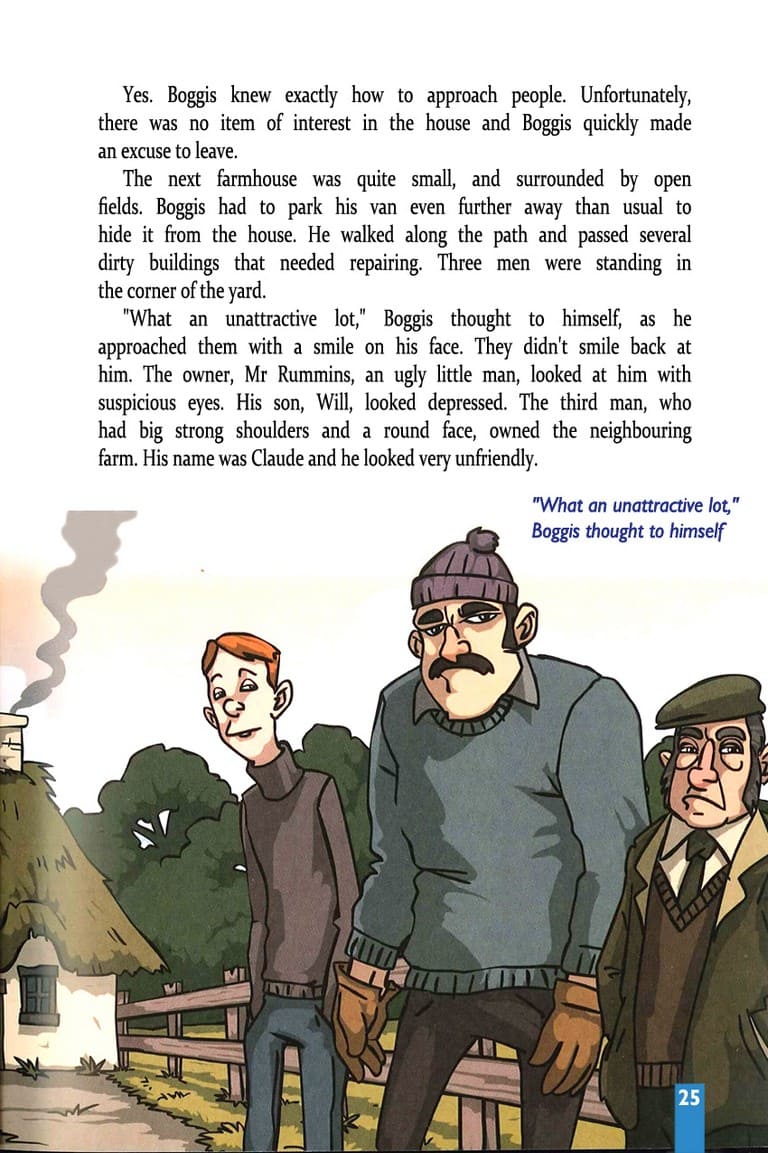 Yes. Boggis knew exactly how to approach people. Unfortunately,
there was no item of interest in the house and Boggis quickly made
an excuse to leave.
The next farmhouse was quite small, and surrounded by open
fields. Boggis had to park his van even further away than usual to
hide it from the house. He walked along the path and passed several
dirty buildings that needed repairing. Three men were standing in
the corner of the yard.
"What an unattractive lot," Boggis thought to himself, as he
approached them with a smile on his face. They didn't smile back at
him. The owner, Mr Rummins, an ugly little man, looked at him with
suspicious eyes. His son, Will, looked depressed. The third man, who
had big strong shoulders and a round face, owned the neighbouring
farm. His name was Claude and he looked very unfriendly.
"What an unattractive lot,"
Boggis thought to himself
25